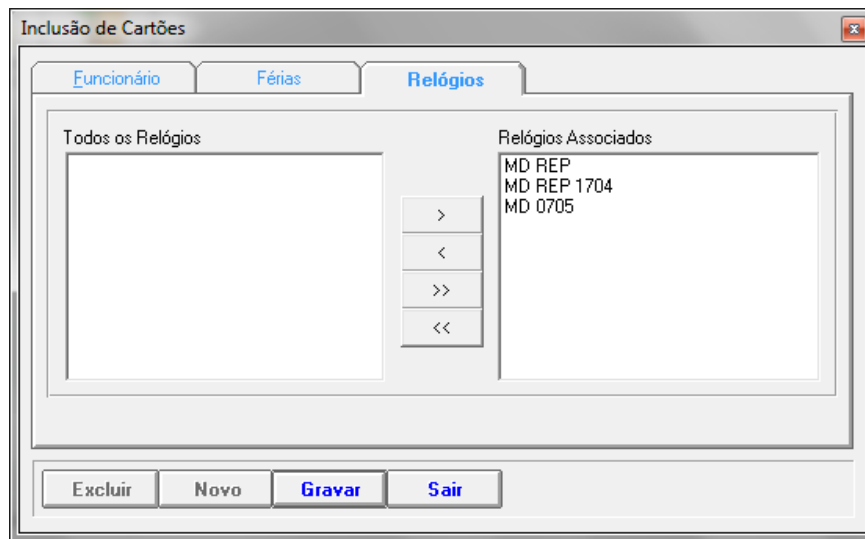 Inclusão de Cartões
Funcionário Férias Relógios
Todos os Relógios
Relógios Associados
MD REP
MD REP 1704
MD 0705
>
<
>>
<<
Excluir Novo Gravar Sair